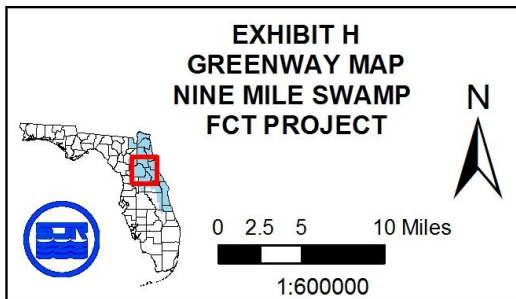 EXHIBIT H
GREENWAY MAP
NINE MILE SWAMP
FCT PROJECT
N
0 2.5 5 10 Miles
1:600000